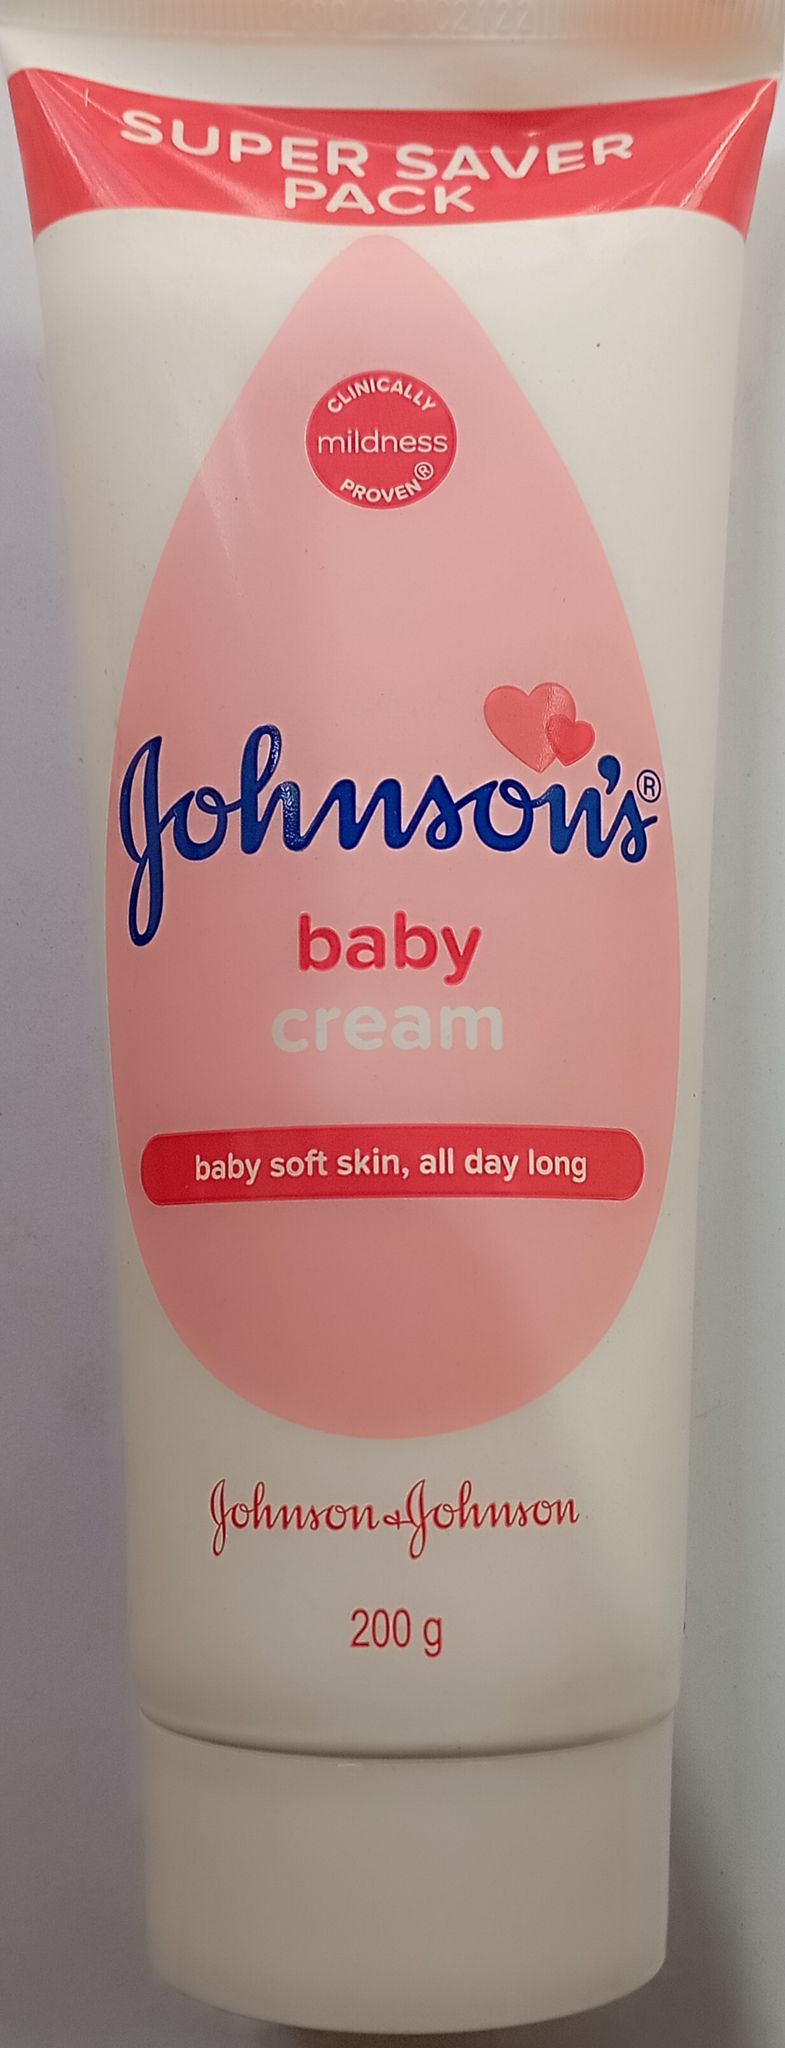 SUPER SAVER
PACK
CLINICALLY
mildness
PROVEN®
Johnson's®
baby
cream
baby soft skin, all day long
Johnson & Johnson
200 g